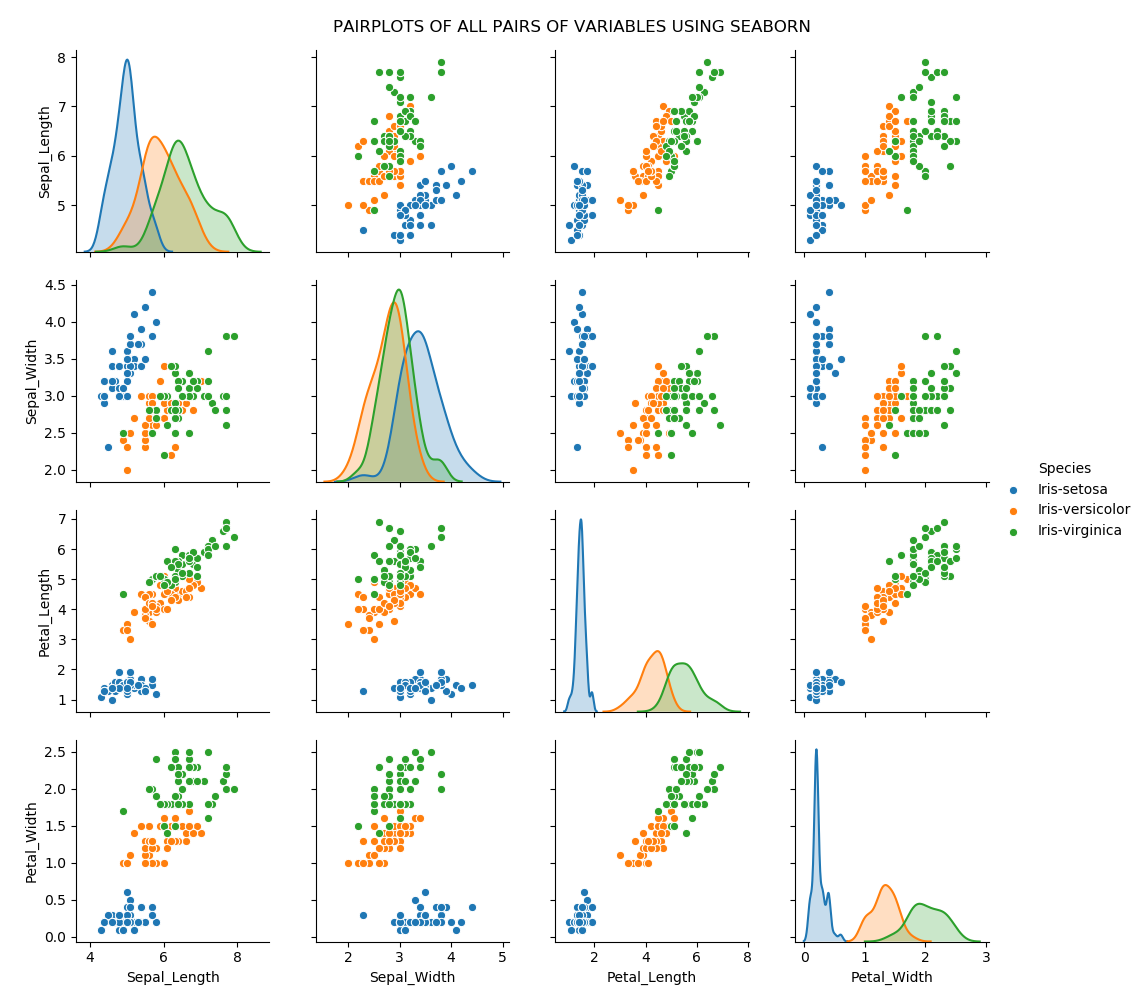 PAIRPLOTS OF ALL PAIRS OF VARIABLES USING SEABORN
8
7
6
5
Sepal_Length
4.5
4.0
3.5
3.0
2.5
2.0
Sepal_Width
Species
Iris-setosa
Iris-versicolor
Iris-virginica
7
6
5
4
3
2
1
Petal_Length
2.5
2.0
1.5
1.0
0.5
0.0
Petal_Width
4 6 8
2 3 4 5
2 4 6 8
0 1 2 3
Sepal_Length
Sepal_Width
Petal_Length
Petal_Width